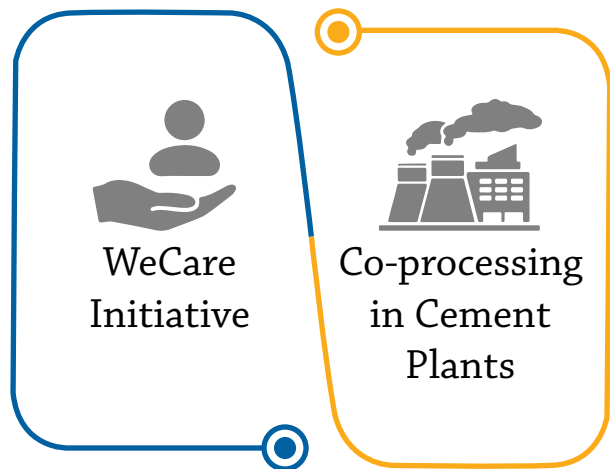 WeCare
Initiative
Co-processing
in Cement
Plants